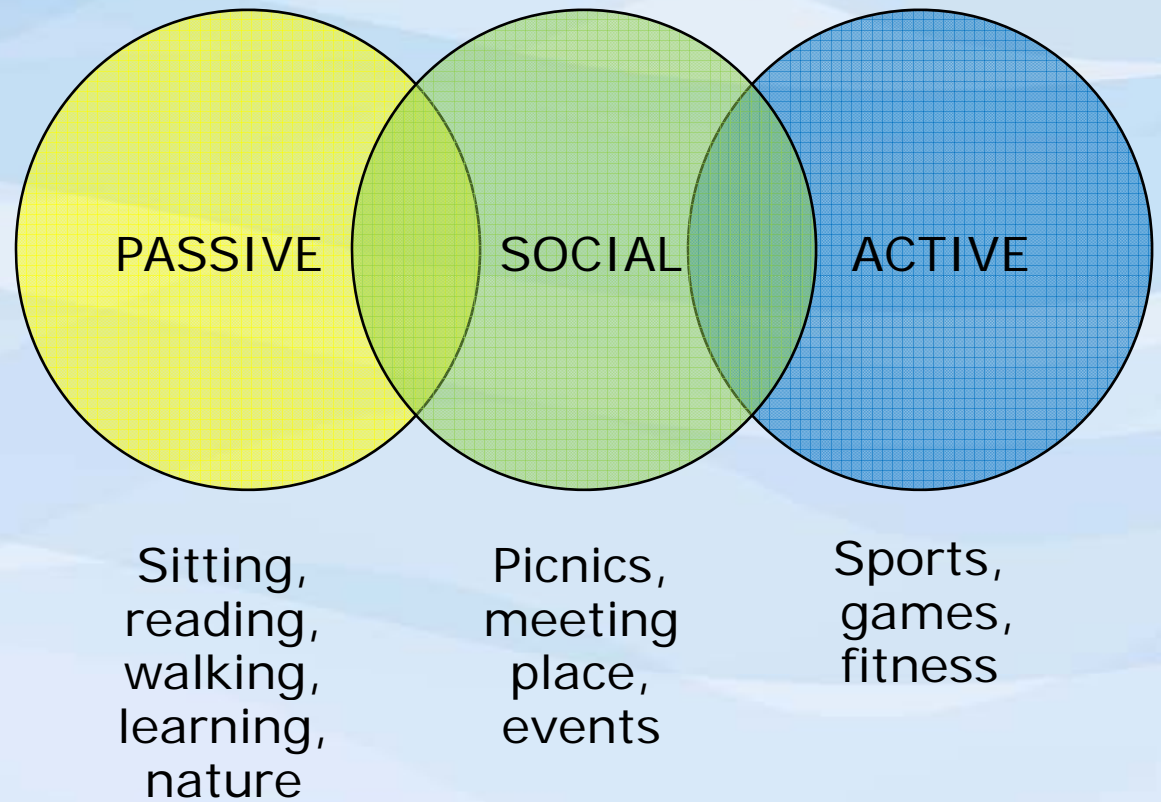 PASSIVE
SOCIAL
ACTIVE
Sitting,
reading,
walking,
learning,
nature
Picnics,
meeting
place,
events
Sports,
games,
fitness